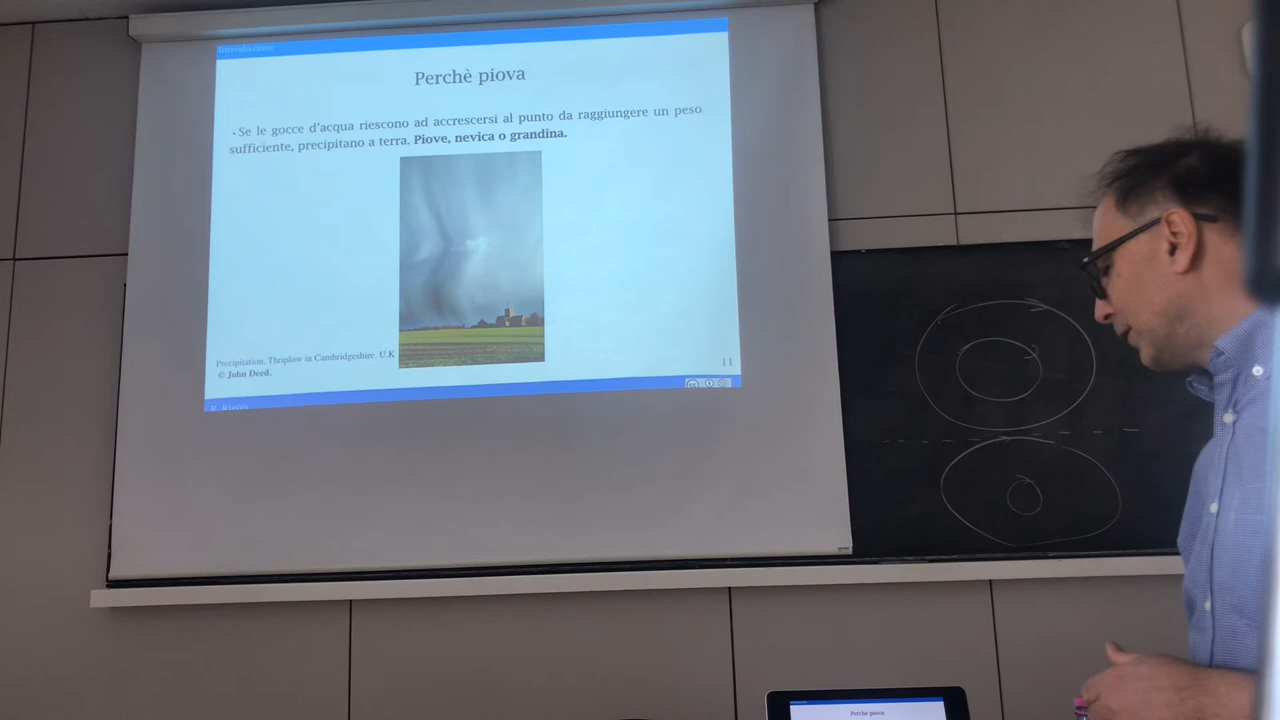 Introduzione
Perchè piova
• Se le gocce d'acqua riescono ad accrescersi al punto da raggiungere un peso
sufficiente, precipitano a terra. Piove, nevica o grandina.
Precipitation, Thriplow in Cambridgeshire. U.K
© John Deed.
11
R. Rigon
Perchè piova